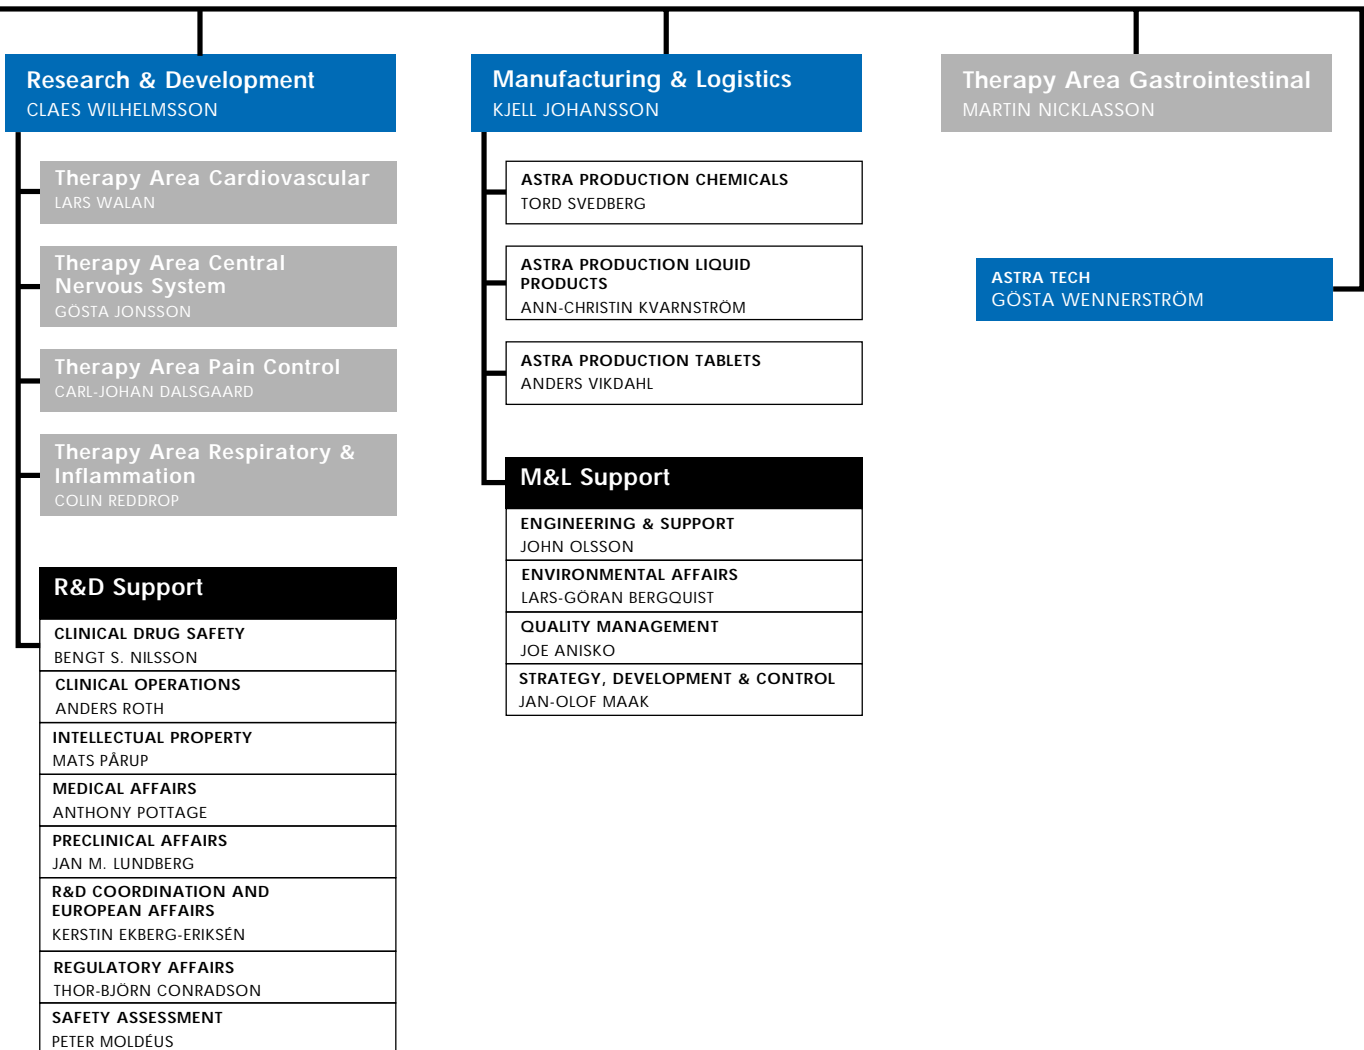 Research & Development
CLAES WILHELMSSON
Therapy Area Cardiovascular
LARS WALAN
Therapy Area Central
Nervous System
GÖSTA JONSSON
Therapy Area Pain Control
CARL-JOHAN DALSGAARD
Therapy Area Respiratory &
Inflammation
COLIN REDDROP
R&D Support
CLINICAL DRUG SAFETY
BENGT S. NILSSON
CLINICAL OPERATIONS
ANDERS ROTH
INTELLECTUAL PROPERTY
MATS PÅRUP
MEDICAL AFFAIRS
ANTHONY POTTAGE
PRECLINICAL AFFAIRS
JAN M. LUNDBERG
R&D COORDINATION AND
EUROPEAN AFFAIRS
KERSTIN EKBERG-ERIKSÉN
REGULATORY AFFAIRS
THOR-BJÖRN CONRADSON
SAFETY ASSESSMENT
PETER MOLDÉUS
Manufacturing & Logistics
KJELL JOHANSSON
ASTRA PRODUCTION CHEMICALS
TORD SVEDBERG
ASTRA PRODUCTION LIQUID
PRODUCTS
ANN-CHRISTIN KVARNSTRÖM
ASTRA PRODUCTION TABLETS
ANDERS VIKDAHL
M&L Support
ENGINEERING & SUPPORT
JOHN OLSSON
ENVIRONMENTAL AFFAIRS
LARS-GÖRAN BERGQUIST
QUALITY MANAGEMENT
JOE ANISKO
STRATEGY, DEVELOPMENT & CONTROL
JAN-OLOF MAAK
Therapy Area Gastrointestinal
MARTIN NICKLASSON
ASTRA TECH
GÖSTA WENNERSTRÖM